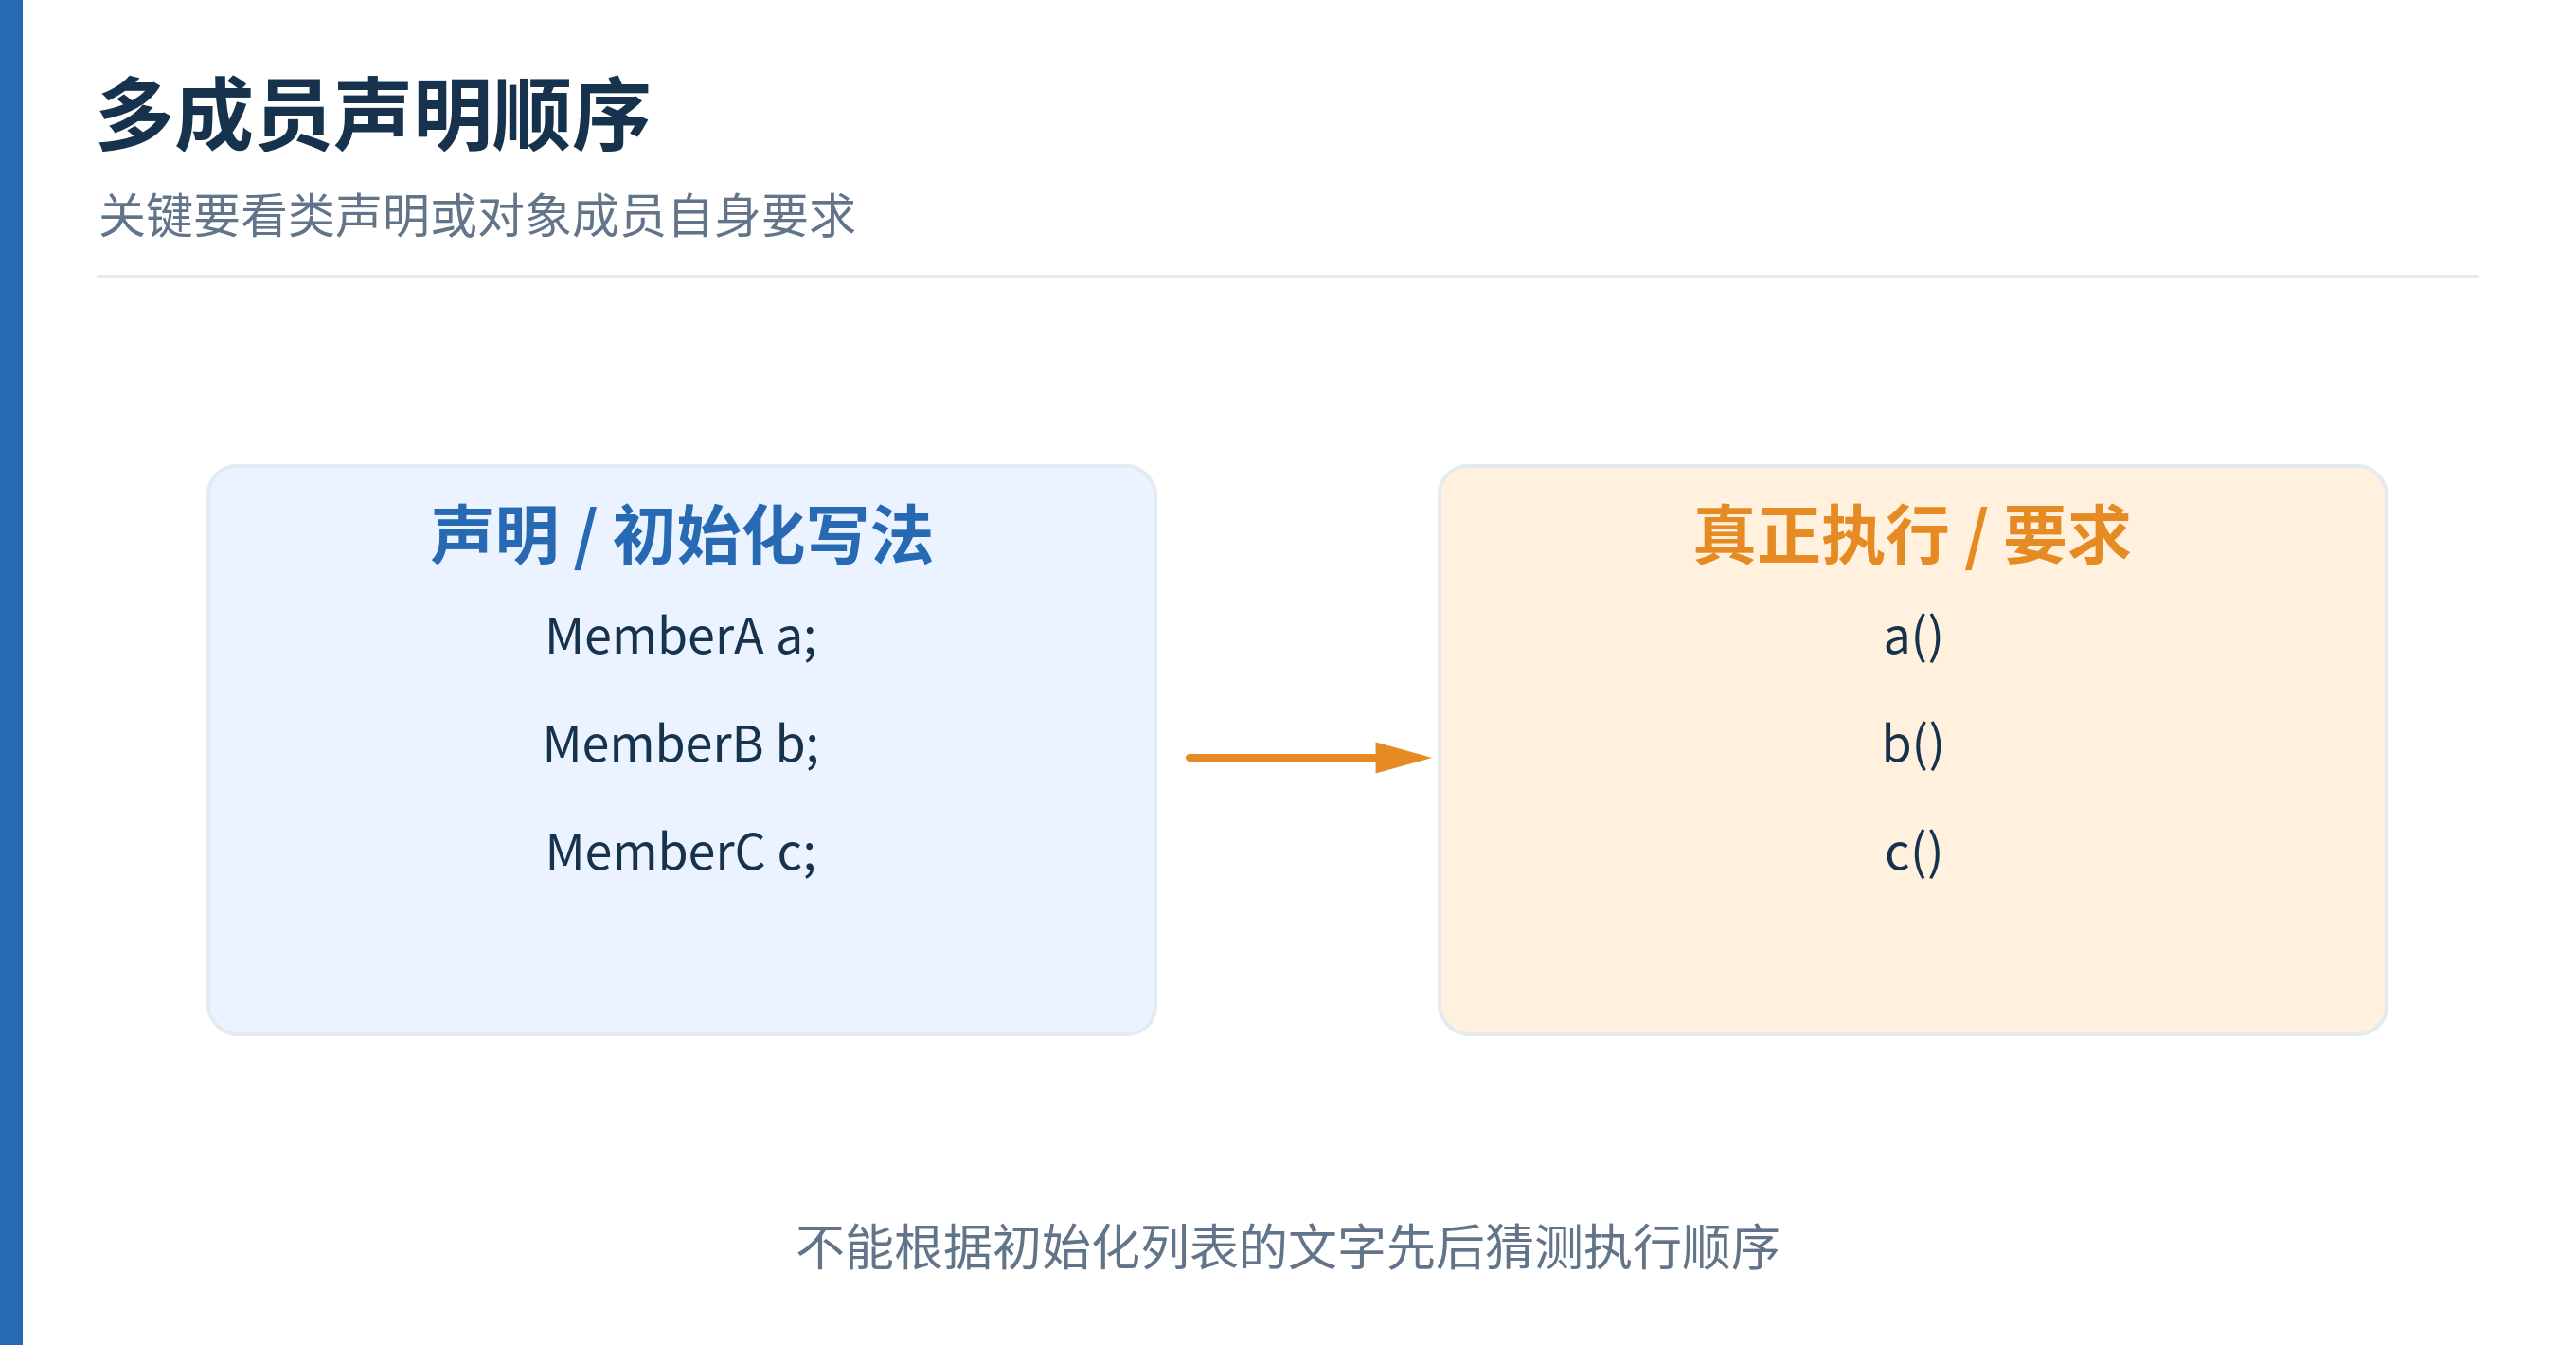 多成员声明顺序
关键要看类声明或对象成员自身要求
声明 / 初始化写法
MemberA a;
MemberB b;
MemberC c;
真正执行 / 要求
a()
b()
c()
不能根据初始化列表的文字先后猜测执行顺序